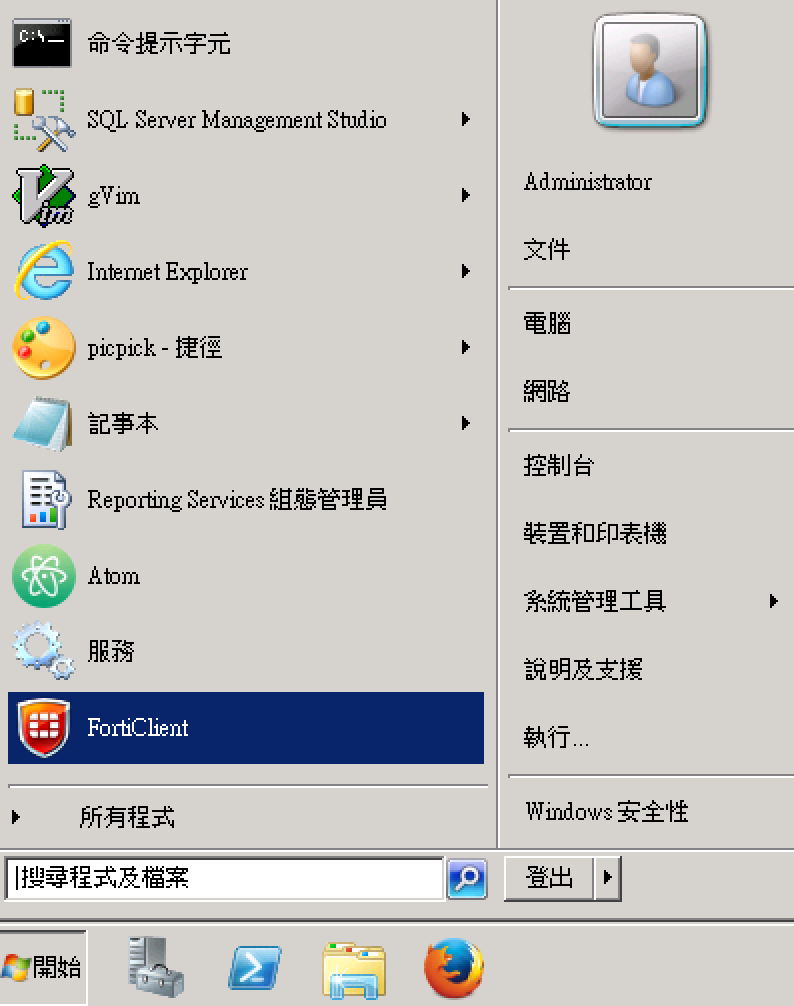 命令提示字元
SQL Server Management Studio
gVim
Internet Explorer
picpick - 捷徑
記事本
Reporting Services 組態管理員
Atom
服務
FortiClient
所有程式
搜尋程式及檔案
Administrator
文件
電腦
網路
控制台
裝置和印表機
系統管理工具
說明及支援
執行...
Windows 安全性
登出
開始